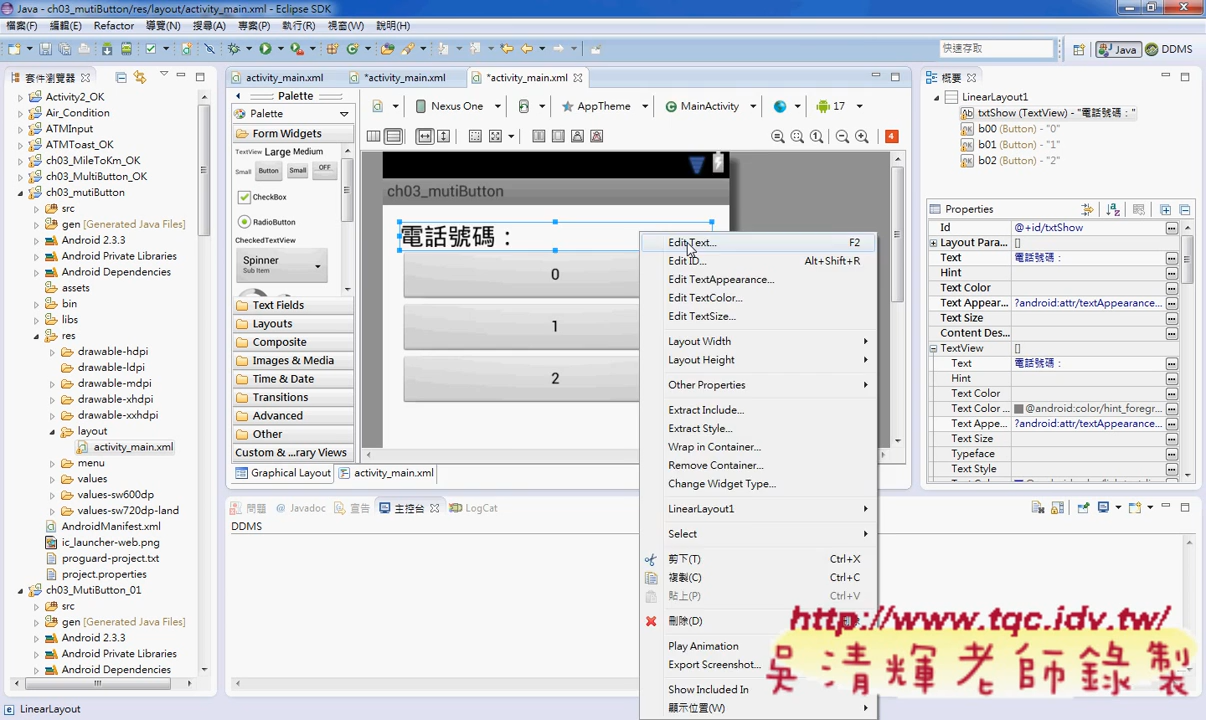 Java - ch03_mutiButton/res/layout/activity_main.xml - Eclipse SDK
檔案(F) 編輯(E) Refactor 導覽(N) 搜尋(A) 專案(P) 執行(R) 視窗(W) 說明(H)
快速存取 Java DDMS
套件瀏覽器
Activity2_OK
Air_Condition
ATMInput
ATMToast_OK
ch03_MileToKm_OK
ch03_MultiButton_OK
ch03_mutiButton
src
gen [Generated Java Files]
Android 2.3.3
Android Private Libraries
Android Dependencies
assets
bin
libs
res
drawable-hdpi
drawable-ldpi
drawable-mdpi
drawable-xhdpi
drawable-xxhdpi
layout
activity_main.xml
menu
values
values-sw600dp
values-sw720dp-land
AndroidManifest.xml
ic_launcher-web.png
proguard-project.txt
project.properties
ch03_MutiButton_01
src
gen [Generated Java Files]
Android 2.3.3
Android Private Libraries
Android Dependencies
activity_main.xml *activity_main.xml *activity_main.xml
Palette
Palette
Form Widgets
TextView Large Medium
Small Button Small OFF
CheckBox
RadioButton
CheckedTextView
Spinner
Sub Item
Text Fields
Layouts
Composite
Images & Media
Time & Date
Transitions
Advanced
Other
Custom & ...rary Views
Nexus One AppTheme MainActivity 17
4
ch03_mutiButton
電話號碼：
0
1
2
Graphical Layout activity_main.xml
Edit Text... F2
Edit ID... Alt+Shift+R
Edit TextAppearance...
Edit TextColor...
Edit TextSize...
Layout Width
Layout Height
Other Properties
Extract Include...
Extract Style...
Wrap in Container...
Remove Container...
Change Widget Type...
LinearLayout1
Select
剪下(T) Ctrl+X
複製(C) Ctrl+C
貼上(P) Ctrl+V
刪除(D) 刪除
Play Animation
Export Screenshot...
Show Included In
顯示位置(W)
概要
LinearLayout1
txtShow (TextView) - "電話號碼："
b00 (Button) - "0"
b01 (Button) - "1"
b02 (Button) - "2"
Properties
Id @+id/txtShow
Layout Para... []
Text 電話號碼：
Hint
Text Color
Text Appear... ?android:attr/textAppearance...
Text Size
Content Des...
TextView []
Text 電話號碼：
Hint
Text Color
Text Color ... @android:color/hint_foregr...
Text Appe... ?android:attr/textAppearance...
Text Size
Typeface
Text Style
問題 Javadoc 宣告 主控台 LogCat
DDMS
http://www.tqc.idv.tw/
吳清輝老師錄製
LinearLayout